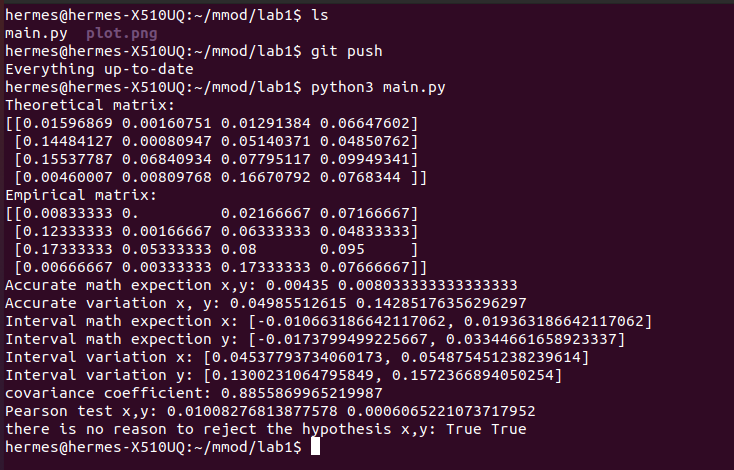 hermes@hermes-X510UQ:~/mmod/lab1$ ls
main.py  plot.png
hermes@hermes-X510UQ:~/mmod/lab1$ git push
Everything up-to-date
hermes@hermes-X510UQ:~/mmod/lab1$ python3 main.py
Theoretical matrix:
[[0.01596869 0.00160751 0.01291384 0.06647602]
 [0.14484127 0.00080947 0.05140371 0.04850762]
 [0.15537787 0.06840934 0.07795117 0.09949341]
 [0.00460007 0.00809768 0.16670792 0.0768344 ]]
Empirical matrix:
[[0.00833333 0.         0.02166667 0.07166667]
 [0.12333333 0.00166667 0.06333333 0.04833333]
 [0.17333333 0.05333333 0.08       0.095     ]
 [0.00666667 0.00333333 0.17333333 0.07666667]]
Accurate math expection x,y: 0.00435 0.008033333333333333
Accurate variation x, y: 0.04985512615 0.14285176356296297
Interval math expection x: [-0.010663186642117062, 0.019363186642117062]
Interval math expection y: [-0.0173799499225667, 0.03344661658923337]
Interval variation x: [0.04537793734060173, 0.054875451238239614]
Interval variation y: [0.1300231064795849, 0.1572366894050254]
covariance coefficient: 0.8855869965219987
Pearson test x,y: 0.01008276813877578 0.0006065221073717952
there is no reason to reject the hypothesis x,y: True True
hermes@hermes-X510UQ:~/mmod/lab1$